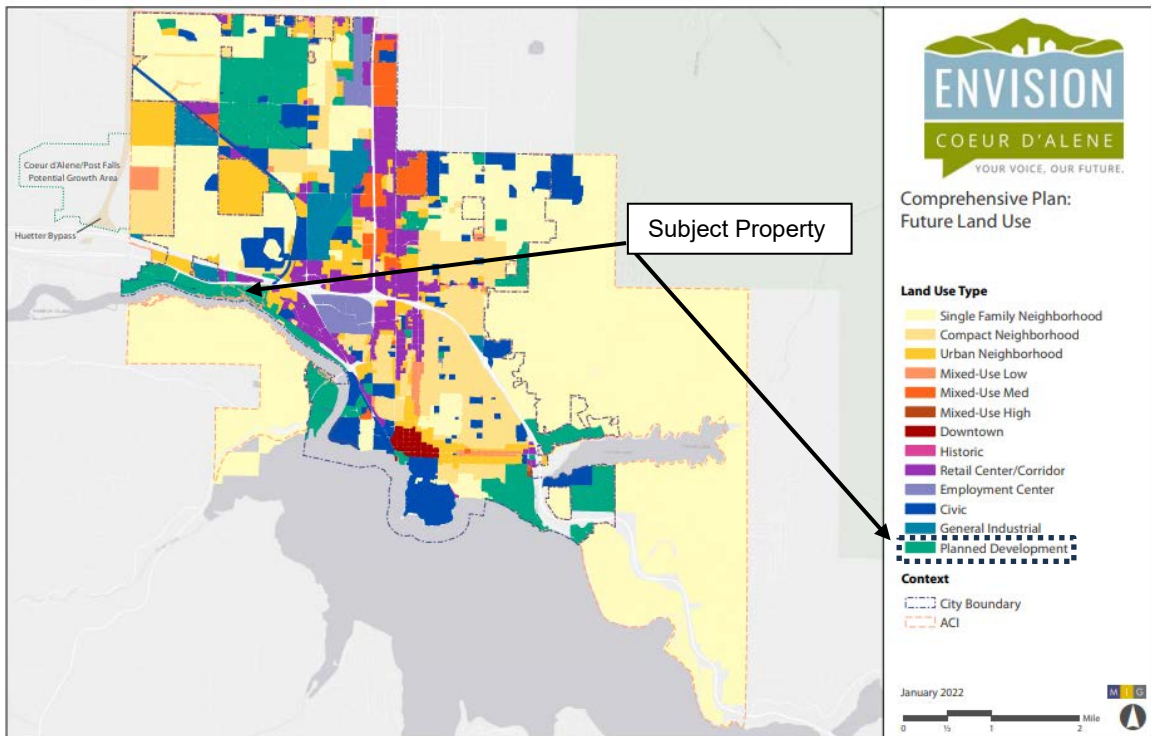 Coeur d'Alene/Post Falls
Potential Growth Area
Huetter Bypass
Subject Property
ENVISION
COEUR D'ALENE
YOUR VOICE, OUR FUTURE.
Comprehensive Plan:
Future Land Use
Land Use Type
Single Family Neighborhood
Compact Neighborhood
Urban Neighborhood
Mixed-Use Low
Mixed-Use Med
Mixed-Use High
Downtown
Historic
Retail Center/Corridor
Employment Center
Civic
General Industrial
Planned Development
Context
City Boundary
ACI
January 2022
M I G
Mile
0 ½ 1 2